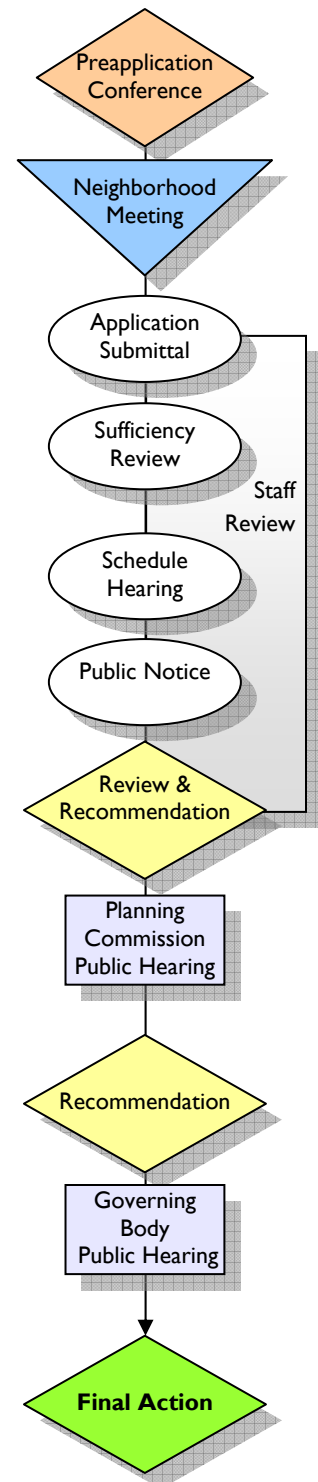 Preapplication
Conference
Neighborhood
Meeting
Application
Submittal
Sufficiency
Review
Staff
Review
Schedule
Hearing
Public Notice
Review &
Recommendation
Planning
Commission
Public Hearing
Recommendation
Governing
Body
Public Hearing
Final Action